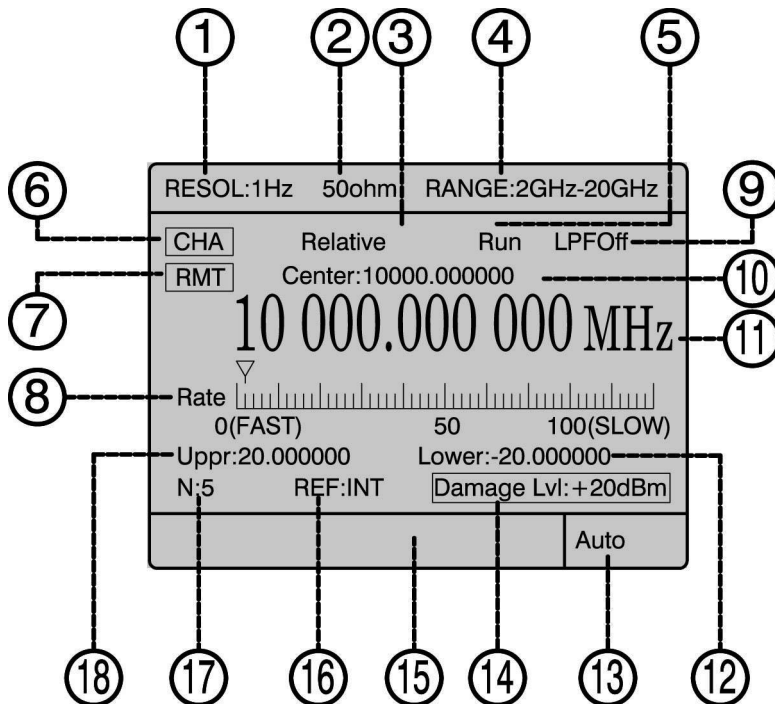 ① ② ③ ④ ⑤
RESOL:1Hz 50ohm RANGE:2GHz-20GHz
⑥ CHA Relative Run LPFOff ⑨
⑦ RMT Center:10000.000000 ⑩
10 000.000 000 MHz ⑪
⑧ Rate
0(FAST) 50 100(SLOW)
Uppr:20.000000 Lower:-20.000000
N:5 REF:INT Damage Lvl:+20dBm
Auto
⑱ ⑰ ⑯ ⑮ ⑭ ⑬ ⑫